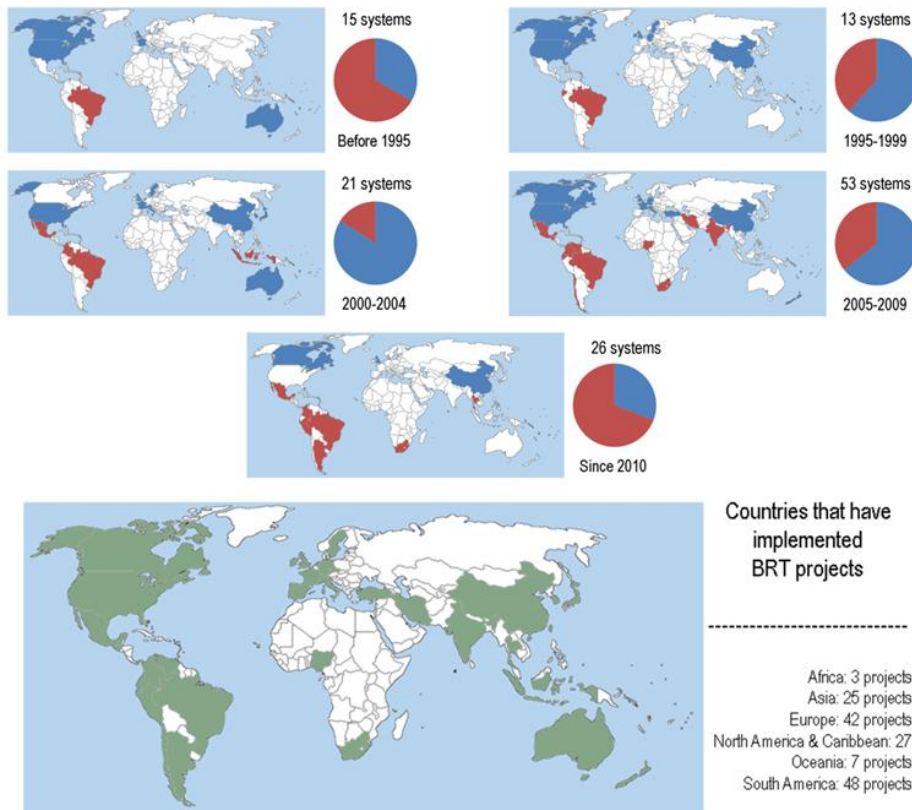 15 systems
Before 1995
13 systems
1995-1999
21 systems
2000-2004
53 systems
2005-2009
26 systems
Since 2010
Countries that have
implemented
BRT projects
Africa: 3 projects
Asia: 25 projects
Europe: 42 projects
North America & Caribbean: 27
Oceania: 7 projects
South America: 48 projects